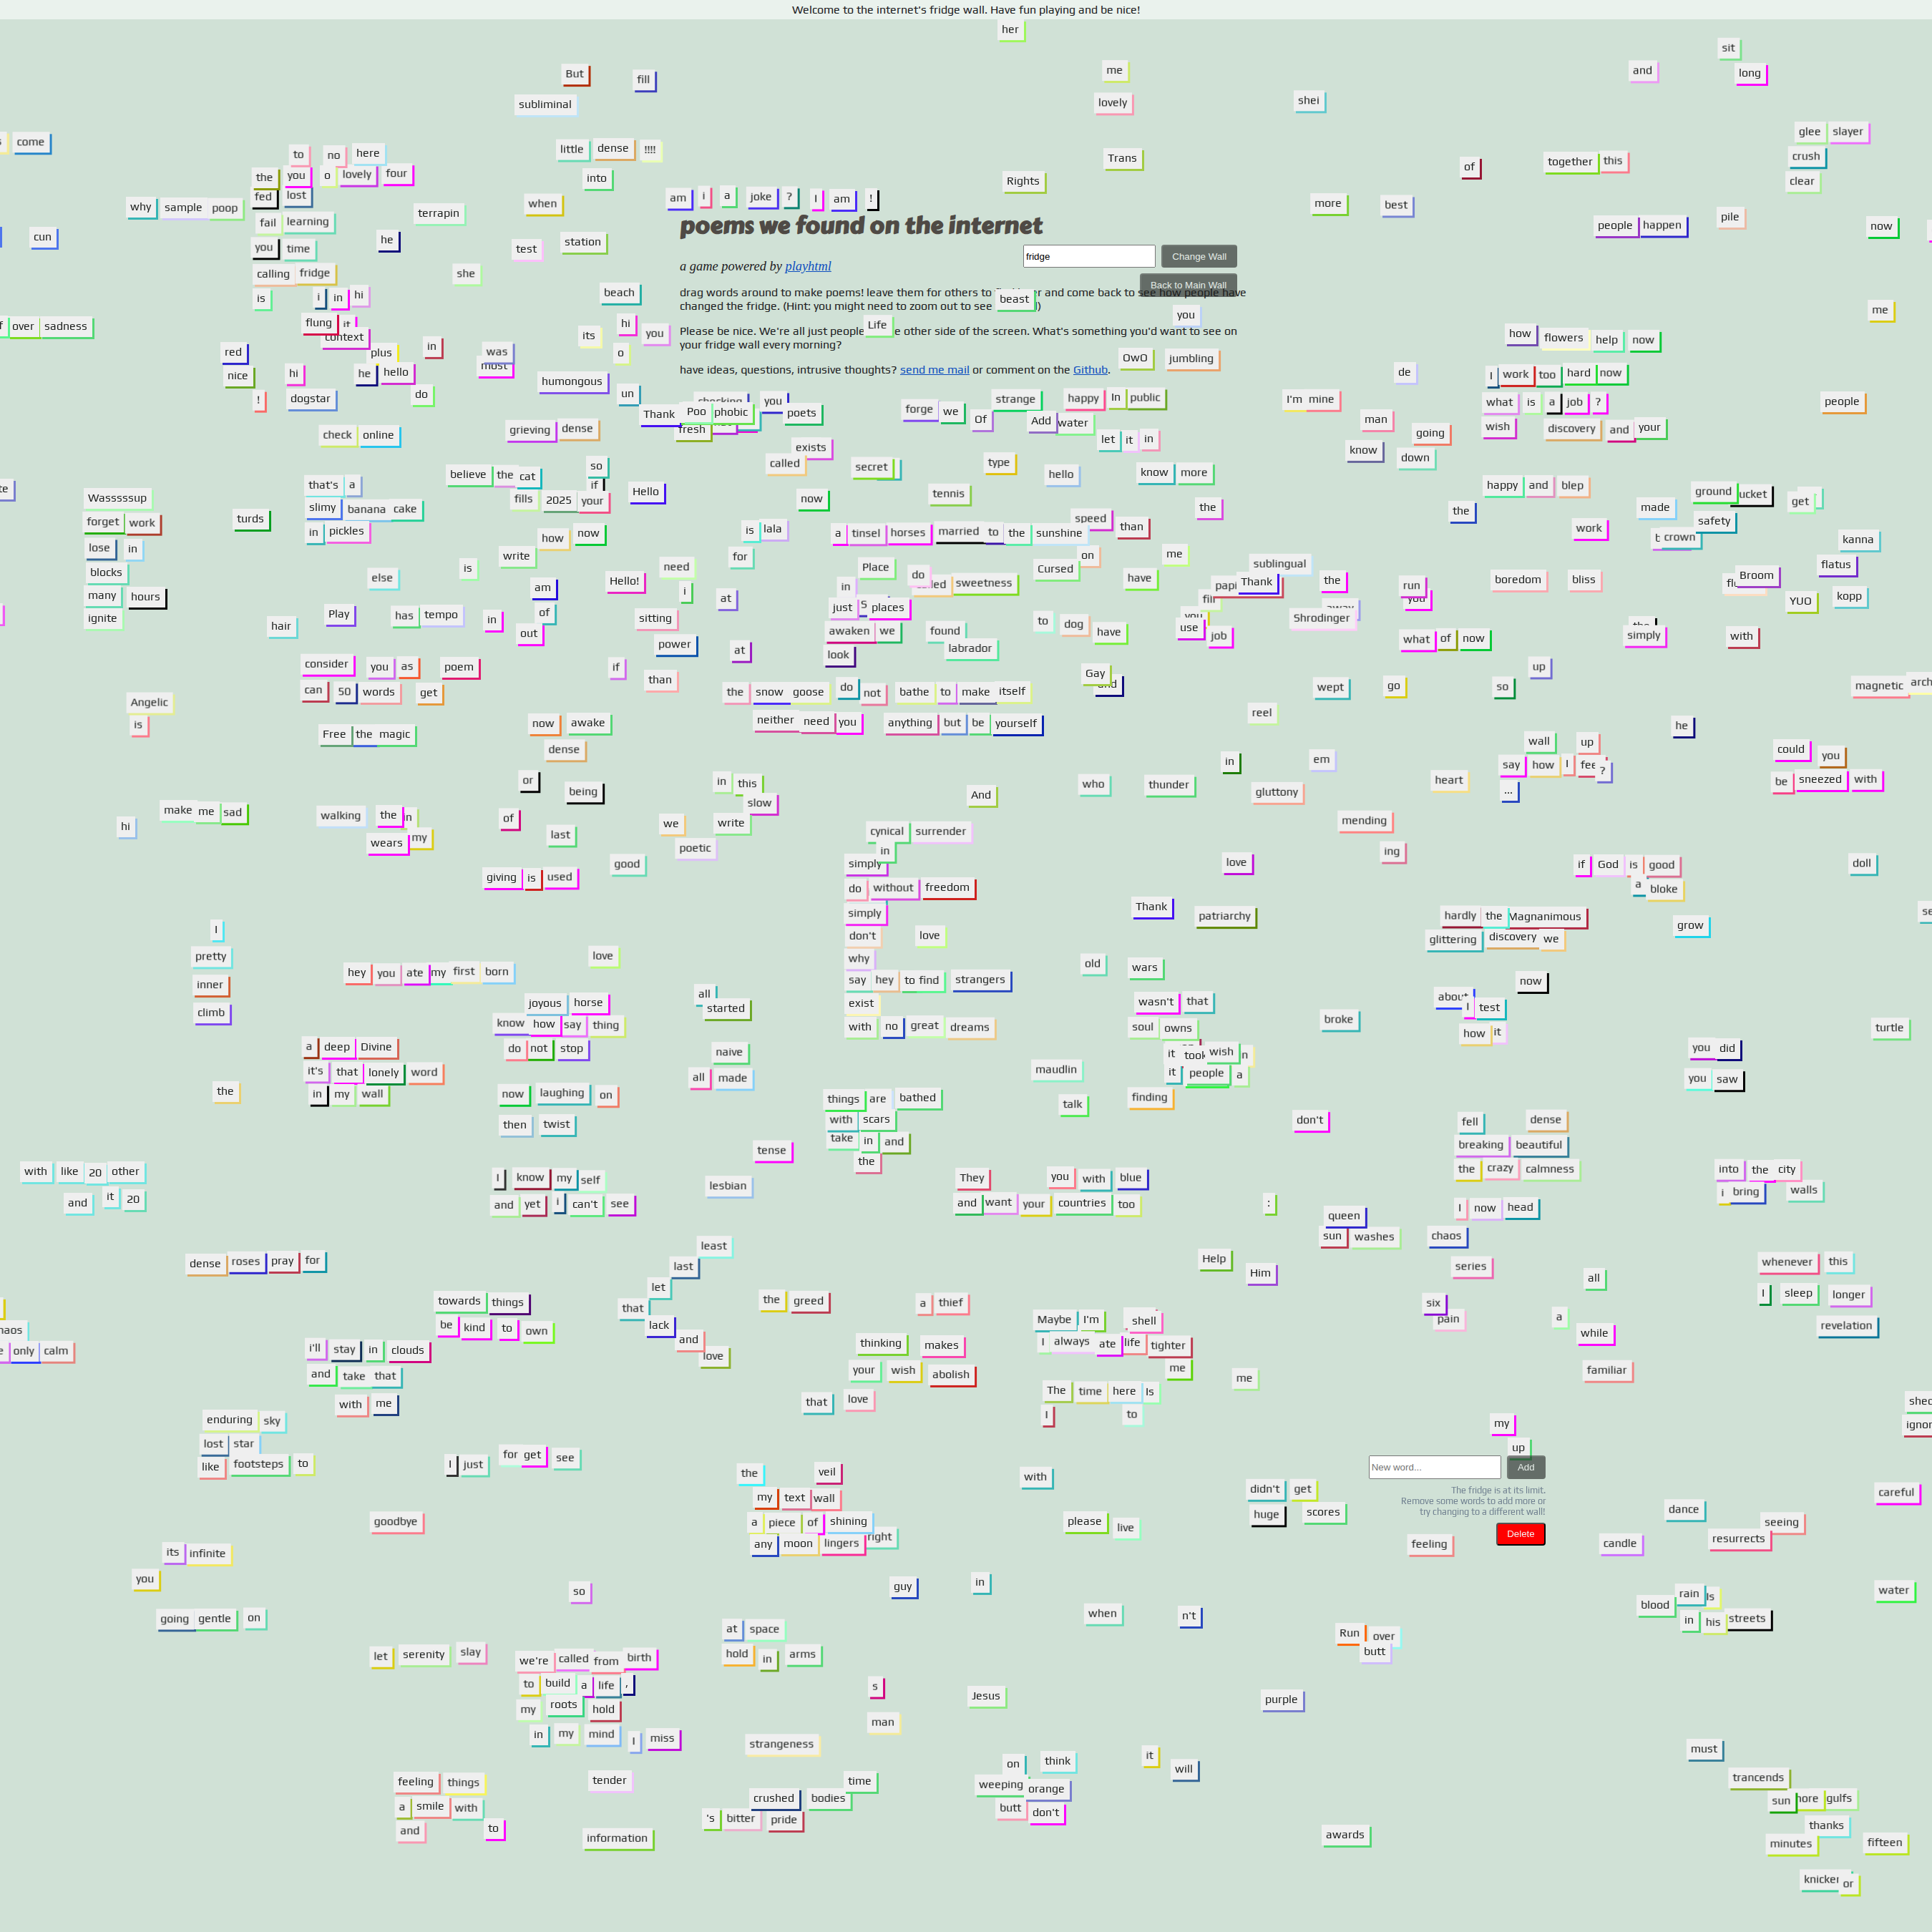 Welcome to the internet's fridge wall. Have fun playing and be nice!
her
sit
But fill me and long
subliminal lovely shei
come little dense !!!! glee slayer
to no here Trans of together this crush
the you o lovely four into Rights clear
fed lost am i a joke ? I am !
why sample poop when more best
fail learning terrapin people happen pile now
poems we found on the internet
cun you time he test station
fridge Change Wall
calling fridge she
a game powered by playhtml
Back to Main Wall
is i in hi beach
drag words around to make poems! leave them for others to and come back to see how people have
changed the fridge. (Hint: you might need to zoom out to see
beast
you me
over sadness flung it hi you Life
Please be nice. We're all just people other side of the screen. What's something you'd want to see on
your fridge wall every morning?
context its how flowers help now
red plus in was o OwO jumbling
have ideas, questions, intrusive thoughts? send me mail or comment on the Github.
nice hi he hello most humongous de I work too hard now
! dogstar do un you strange happy In public I'm mine what is a job ? people
Thank Poo phobic poets forge we Of Add water man wish discovery and your
check online grieving dense fresh let it in going
exists know down
called secret type hello know more
believe the cat so
Wasssssup that's a fills 2025 if your Hello now tennis happy and blep ground ucket get
forget work slimy banana cake the the made safety
turds in pickles how now is lala a tinsel horses married to the sunshine speed than work crown kanna
lose in write for on me sublingual
blocks else is need Place do sweetness Cursed have Thank the run boredom bliss Broom flatus
many hours am Hello! i at in you YUO kopp
ignite Play has tempo in of sitting just places use job Shrodinger
hair out power awaken we found to dog have what of now simply with
at look labrador
consider you as poem if than Gay and up
can 50 words get the snow goose do not bathe to make itself wept go so magnetic
Angelic is now awake neither need you anything but be yourself reel he
Free the magic dense wall up could you
or being in this who thunder in em heart say how I ? be sneezed with
slow And gluttony ...
make me sad walking the in of we write mending
hi wears my last poetic cynical surrender ing
good in love if God is good doll
giving is used simply a bloke
do without freedom
I simply Thank patriarchy hardly the Magnanimous grow
pretty love don't love glittering discovery we
hey you ate my first born why old wars
inner all say hey to find strangers now
climb joyous horse started exist wasn't that about I test
know how say thing with no great dreams soul owns broke how it turtle
a deep Divine do not stop naive it took wish you did
it's that lonely word all made maudlin it people a you saw
the in my wall now laughing on things are bathed finding
then twist with scars talk don't fell dense
take in and breaking beautiful
tense the the crazy calmness into the city
with like 20 other I know my self lesbian They you with blue i bring walls
and it 20 and yet i can't see and want your countries too : I now head
queen
least sun washes chaos
dense roses pray for last Help Him series whenever this
let all
towards things that the greed a thief six I sleep longer
be kind to own lack Maybe I'm shell pain a revelation
and thinking makes I always ate life tighter while
only calm i'll stay in clouds love your wish abolish me me familiar
and take that that love The time here Is
with me I to
enduring sky my
lost star for get see up
like footsteps to I just the veil with
New word... Add
my text wall didn't get The fridge is at its limit.
Remove some words to add more or
try changing to a different wall!
careful
goodbye a piece of shining please live huge scores dance seeing
any moon lingers right Delete
feeling candle resurrects
its infinite
you so guy in rain Is water
going gentle on when n't blood in his streets
at space Run over
let serenity slay we're called from birth hold in arms butt
to build a life ,
my roots hold s Jesus purple
in my mind I miss man
strangeness it must
feeling things tender time on think will
a smile with crushed bodies weeping orange trancends
and to 's bitter pride butt don't sun gulfs
information awards thanks
minutes fifteen
or